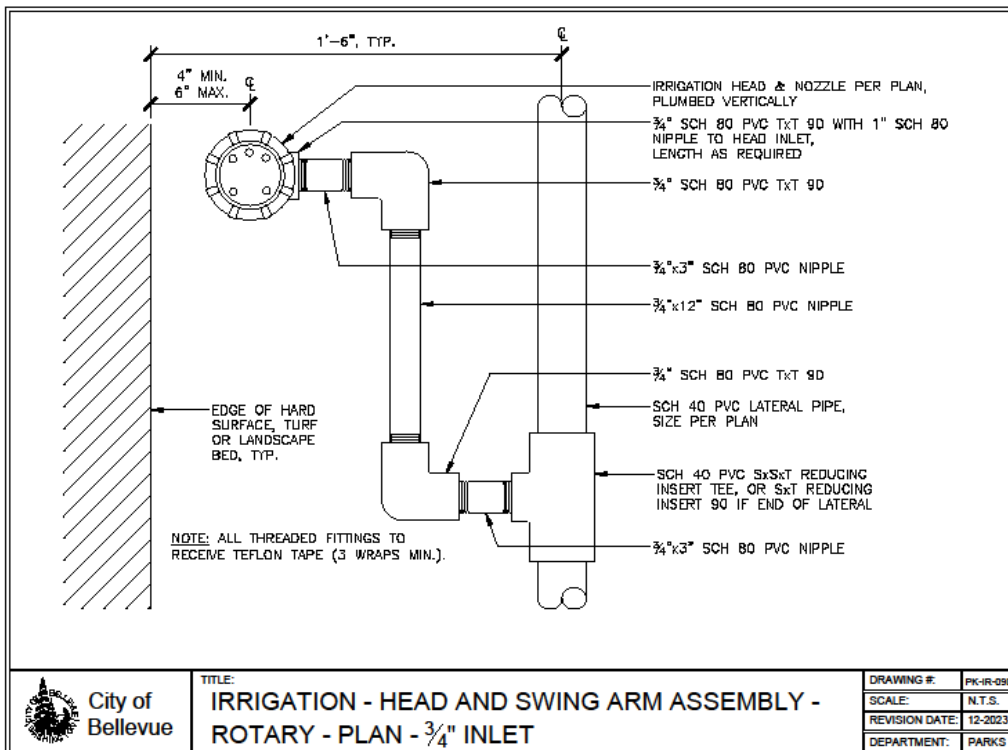 1'-6", TYP.
℄
4" MIN.
6" MAX.
℄
IRRIGATION HEAD & NOZZLE PER PLAN,
PLUMBED VERTICALLY
¾" SCH 80 PVC TxT 90 WITH 1" SCH 80
NIPPLE TO HEAD INLET,
LENGTH AS REQUIRED
¾" SCH 80 PVC TxT 90
¾"x3" SCH 80 PVC NIPPLE
¾"x12" SCH 80 PVC NIPPLE
¾" SCH 80 PVC TxT 90
SCH 40 PVC LATERAL PIPE,
SIZE PER PLAN
EDGE OF HARD
SURFACE, TURF
OR LANDSCAPE
BED, TYP.
SCH 40 PVC SxSxT REDUCING
INSERT TEE, OR SxT REDUCING
INSERT 90 IF END OF LATERAL
NOTE: ALL THREADED FITTINGS TO
RECEIVE TEFLON TAPE (3 WRAPS MIN.).
¾"x3" SCH 80 PVC NIPPLE
City of
Bellevue
TITLE:
IRRIGATION - HEAD AND SWING ARM ASSEMBLY -
ROTARY - PLAN - ¾" INLET
DRAWING #:
SCALE: N.T.S.
REVISION DATE: 12-2023
DEPARTMENT: PARKS